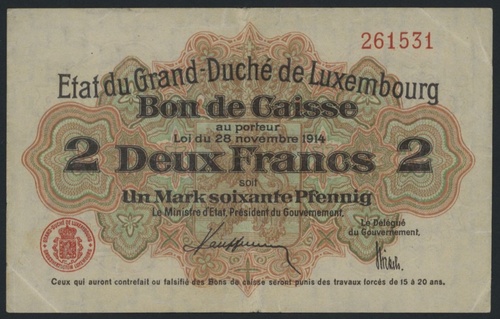 261531
Etat du Grand-Duché de Luxembourg
Bon de Caisse
au porteur
Loi du 28 novembre 1914
2 Deux Francs 2
soit
Un Mark soixante Pfennig
Le Ministre d'Etat, Président du Gouvernement.
Le Délégué
du Gouvernement.
Ceux qui auront contrefait ou falsifié des Bons de caisse seront punis des travaux forcés de 15 à 20 ans.